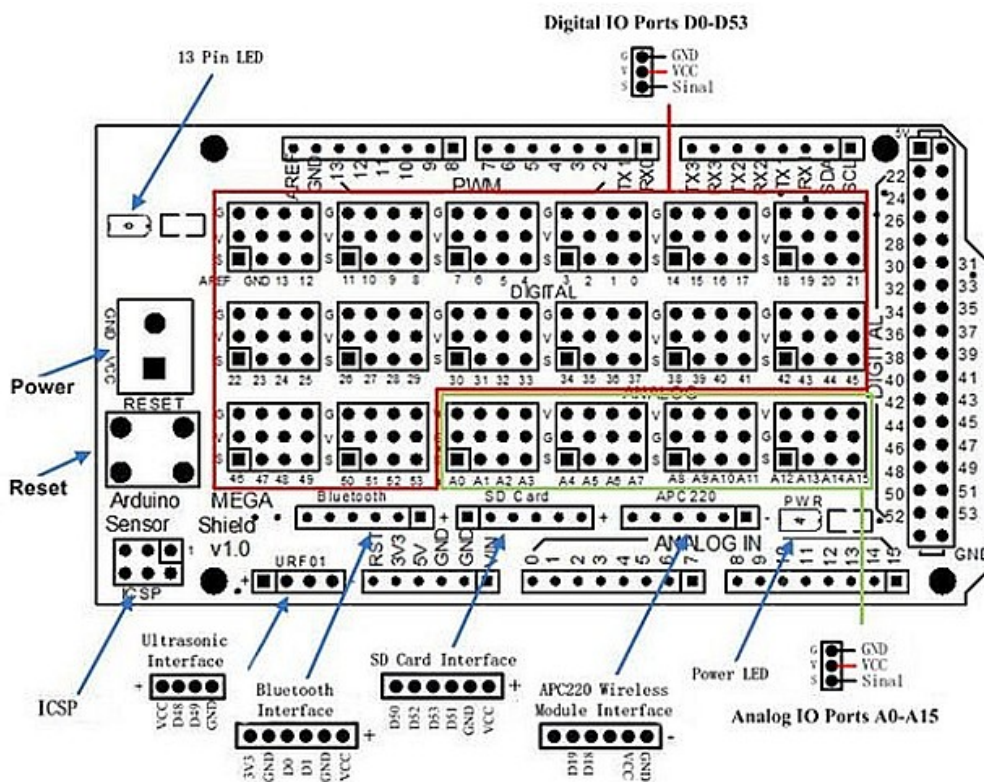 Digital IO Ports D0-D53
13 Pin LED
G GND
V VCC
S Sinal
5V
AREF GND 13 12 11 10 9 8
7 6 5 4 3 2 TX1 RX0
TX3 RX3 TX2 RX2 TX1 RX1 SDA SCL
PWM
22
24
26
28
30 31
32 33
34 35
36 37
38 39
40 41
42 43
44 45
46 47
48 49
50 51
52 53
GND
DIGITAL
G G G G G G
V V V V V V
S S S S S S
AREF GND 13 12 11 10 9 8 7 6 5 4 3 2 1 0 14 15 16 17 18 19 20 21
DIGITAL
G G G G G G
V V V V V V
S S S S S S
22 23 24 25 26 27 28 29 30 31 32 33 34 35 36 37 38 39 40 41 42 43 44 45
ANALOG
46 47 48 49 50 51 52 53 A0 A1 A2 A3 A4 A5 A6 A7 A8 A9 A10 A11 A12 A13 A14 A15
GND VCC
Power
RESET
Reset
Arduino
Sensor
MEGA
Shield
v1.0
Bluetooth +
SD Card +
APC220 -
PWR
1
ICSP
+ URF01
RST 3V3 5V GND GND VIN
ANALOG IN
0 1 2 3 4 5 6 7
8 9 10 11 12 13 14 15
Ultrasonic
Interface
+
VCC D48 D49 GND
ICSP
Bluetooth
Interface
+
3V3 GND D0 D1 GND VCC
SD Card Interface
+
D50 D52 D53 D51 GND VCC
APC220 Wireless
Module Interface
-
D19 D18 VCC GND
Power LED
G GND
V VCC
S Sinal
Analog IO Ports A0-A15